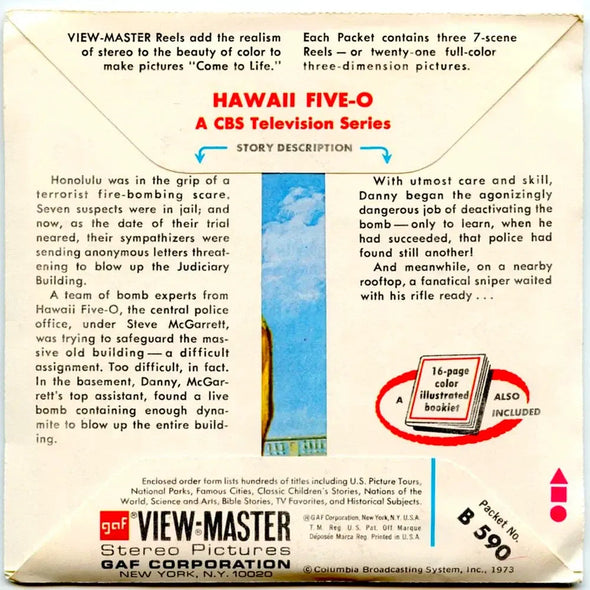 VIEW-MASTER Reels add the realism
of stereo to the beauty of color to
make pictures "Come to Life."
Each Packet contains three 7-scene
Reels — or twenty-one full-color
three-dimension pictures.
HAWAII FIVE-O
A CBS Television Series
STORY DESCRIPTION
Honolulu was in the grip of a
terrorist fire-bombing scare.
Seven suspects were in jail; and
now, as the date of their trial
neared, their sympathizers were
sending anonymous letters threat-
ening to blow up the Judiciary
Building.
A team of bomb experts from
Hawaii Five-O, the central police
office, under Steve McGarrett,
was trying to safeguard the mas-
sive old building — a difficult
assignment. Too difficult, in fact.
In the basement, Danny, McGar-
rett's top assistant, found a live
bomb containing enough dyna-
mite to blow up the entire build-
ing.
With utmost care and skill,
Danny began the agonizingly
dangerous job of deactivating the
bomb — only to learn, when he
had succeeded, that police had
found still another!
And meanwhile, on a nearby
rooftop, a fanatical sniper waited
with his rifle ready . . .
A
16-page
color
illustrated
booklet
ALSO
INCLUDED
Enclosed order form lists hundreds of titles including U.S. Picture Tours,
National Parks, Famous Cities, Classic Children's Stories, Nations of the
World, Science and Arts, Bible Stories, TV Favorites, and Historical Subjects.
gaf ®VIEW-MASTER
Stereo Pictures
GAF CORPORATION
NEW YORK, N.Y. 10020
®GAF Corporation, New York, N.Y. U.S.A.
T.M. Reg U.S. Pat. Off. Marque
Déposée Marca Reg. Printed in U.S.A.
©Columbia Broadcasting System, Inc., 1973
Packet No.
B 590